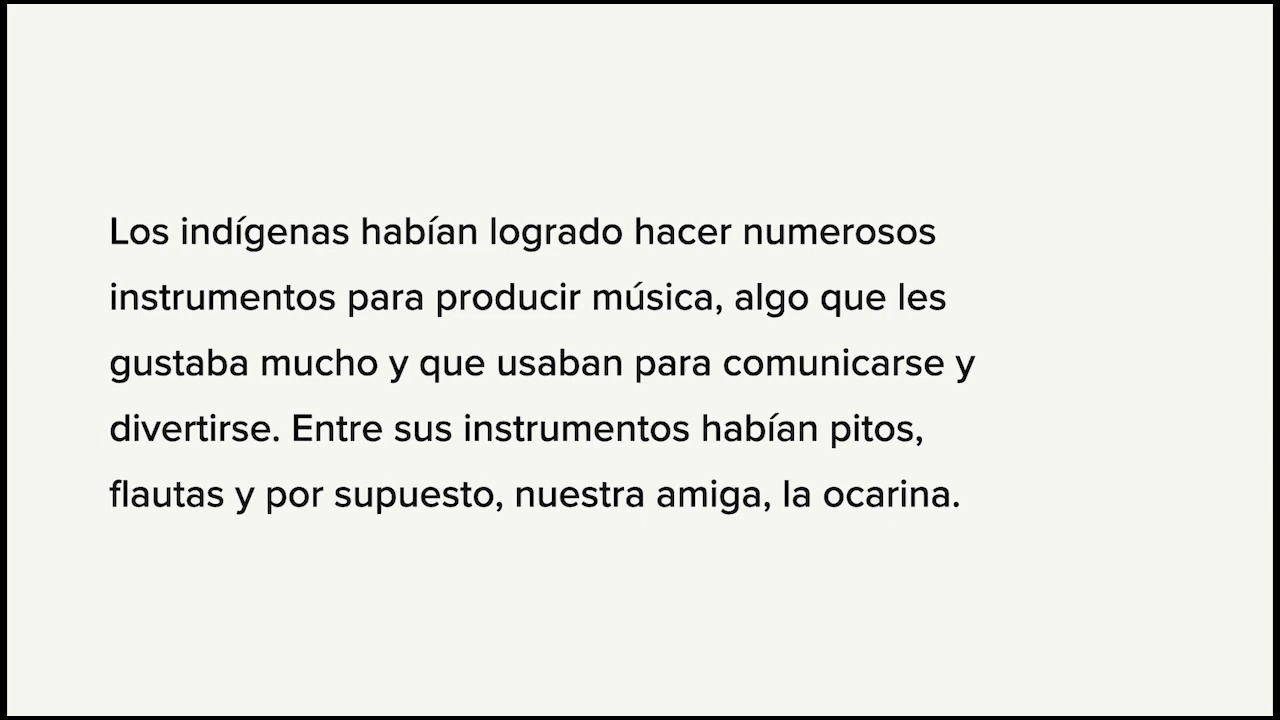 Los indígenas habían logrado hacer numerosos
instrumentos para producir música, algo que les
gustaba mucho y que usaban para comunicarse y
divertirse. Entre sus instrumentos habían pitos,
flautas y por supuesto, nuestra amiga, la ocarina.